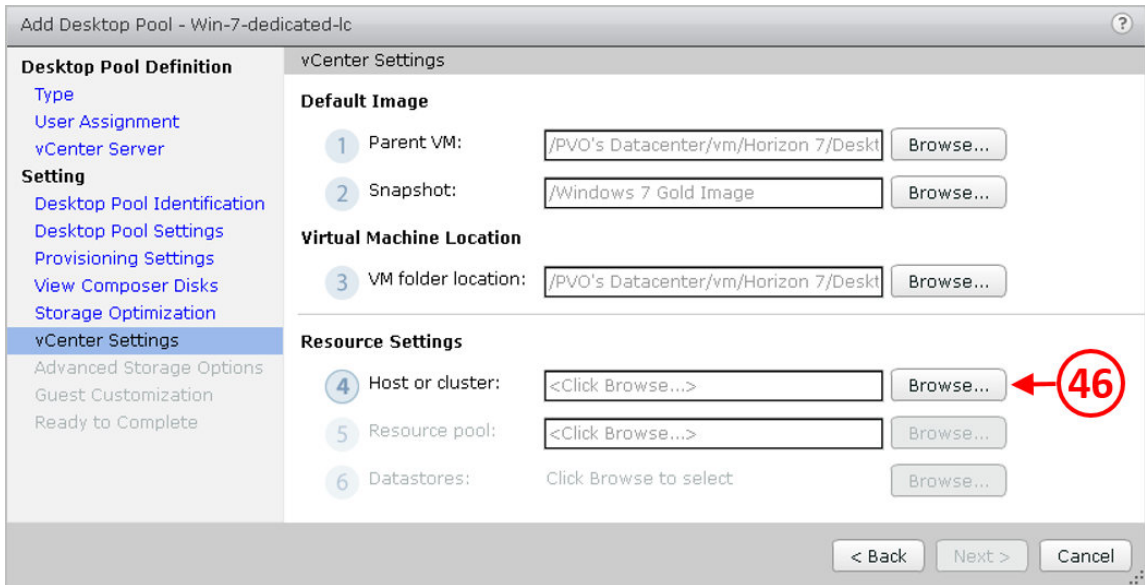 Add Desktop Pool - Win-7-dedicated-lc
?
Desktop Pool Definition
Type
User Assignment
vCenter Server
Setting
Desktop Pool Identification
Desktop Pool Settings
Provisioning Settings
View Composer Disks
Storage Optimization
vCenter Settings
Advanced Storage Options
Guest Customization
Ready to Complete
vCenter Settings
Default Image
1 Parent VM: /PVO's Datacenter/vm/Horizon 7/Deskt Browse...
2 Snapshot: /Windows 7 Gold Image Browse...
Virtual Machine Location
3 VM folder location: /PVO's Datacenter/vm/Horizon 7/Deskt Browse...
Resource Settings
4 Host or cluster: <Click Browse...> Browse... 46
5 Resource pool: <Click Browse...> Browse...
6 Datastores: Click Browse to select Browse...
< Back Next > Cancel